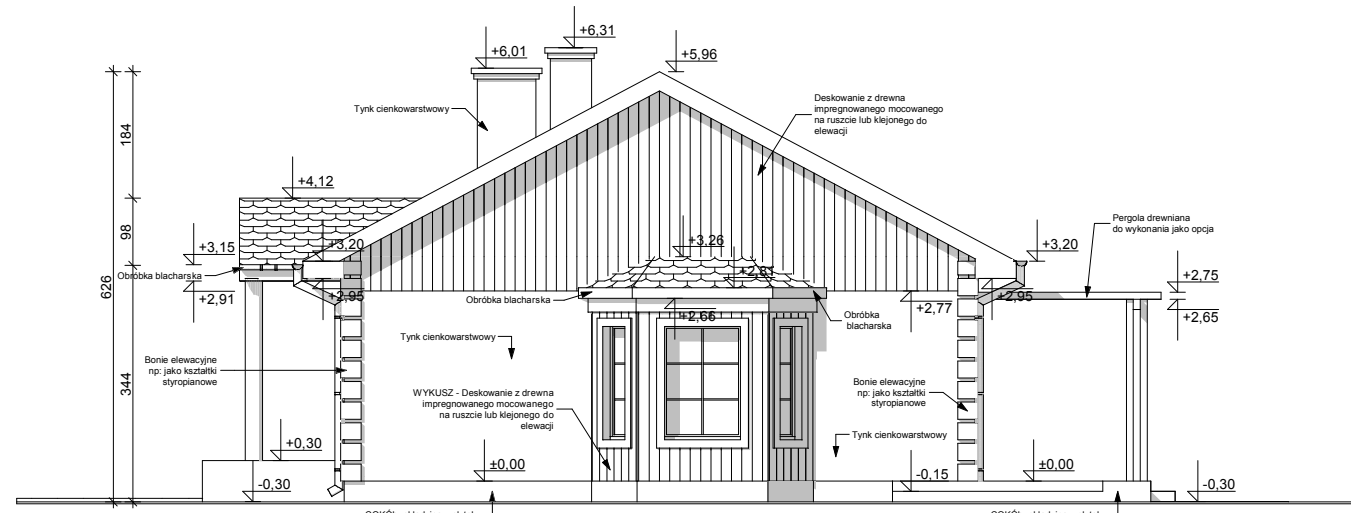 +6,31
+6,01
+5,96
Tynk cienkowarstwowy
Deskowanie z drewna
impregnowanego mocowanego
na ruszcie lub klejonego do
elewacji
184
+4,12
98
+3,15
+3,20
+3,26
+3,20
Pergola drewniana
do wykonania jako opcja
Obróbka blacharska
+2,81
+2,75
626
+2,91
+2,95
Obróbka blacharska
+2,77
+2,95
+2,65
+2,66
Obróbka
blacharska
Tynk cienkowarstwowy
Bonie elewacyjne
np: jako kształtki
styropianowe
344
WYKUSZ - Deskowanie z drewna
impregnowanego mocowanego
na ruszcie lub klejonego do
elewacji
Bonie elewacyjne
np: jako kształtki
styropianowe
Tynk cienkowarstwowy
+0,30
±0,00
±0,00
-0,30
-0,15
-0,30